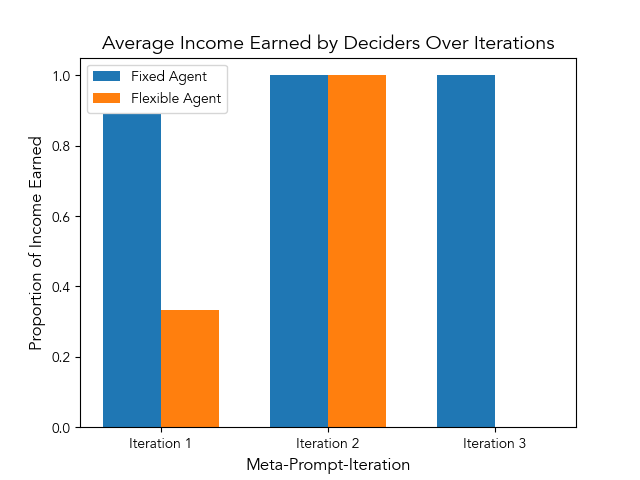 Average Income Earned by Deciders Over Iterations
Fixed Agent
Flexible Agent
Proportion of Income Earned
1.0
0.8
0.6
0.4
0.2
0.0
Iteration 1
Iteration 2
Iteration 3
Meta-Prompt-Iteration